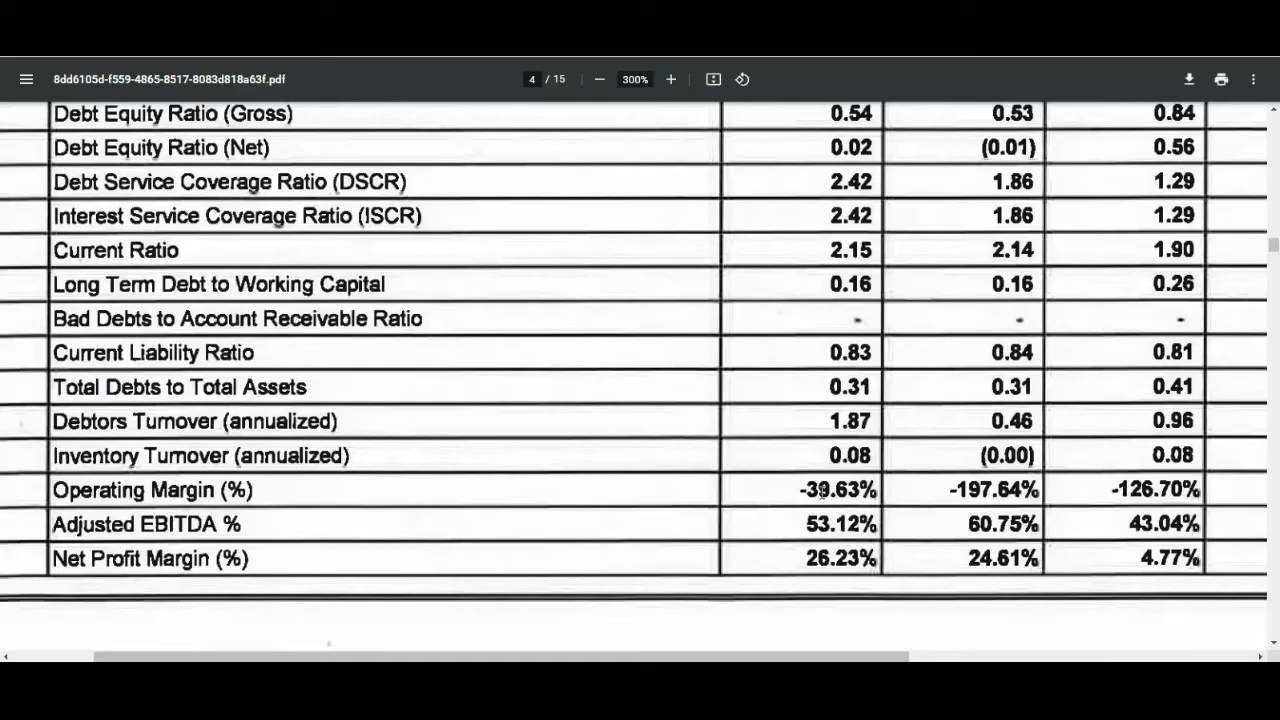 8dd6105d-f559-4865-8517-8083d818a63f.pdf 4 / 15 300%
Debt Equity Ratio (Gross) 0.54 0.53 0.84
Debt Equity Ratio (Net) 0.02 (0.01) 0.56
Debt Service Coverage Ratio (DSCR) 2.42 1.86 1.29
Interest Service Coverage Ratio (ISCR) 2.42 1.86 1.29
Current Ratio 2.15 2.14 1.90
Long Term Debt to Working Capital 0.16 0.16 0.26
Bad Debts to Account Receivable Ratio - - -
Current Liability Ratio 0.83 0.84 0.81
Total Debts to Total Assets 0.31 0.31 0.41
Debtors Turnover (annualized) 1.87 0.46 0.96
Inventory Turnover (annualized) 0.08 (0.00) 0.08
Operating Margin (%) -39.63% -197.64% -126.70%
Adjusted EBITDA % 53.12% 60.75% 43.04%
Net Profit Margin (%) 26.23% 24.61% 4.77%